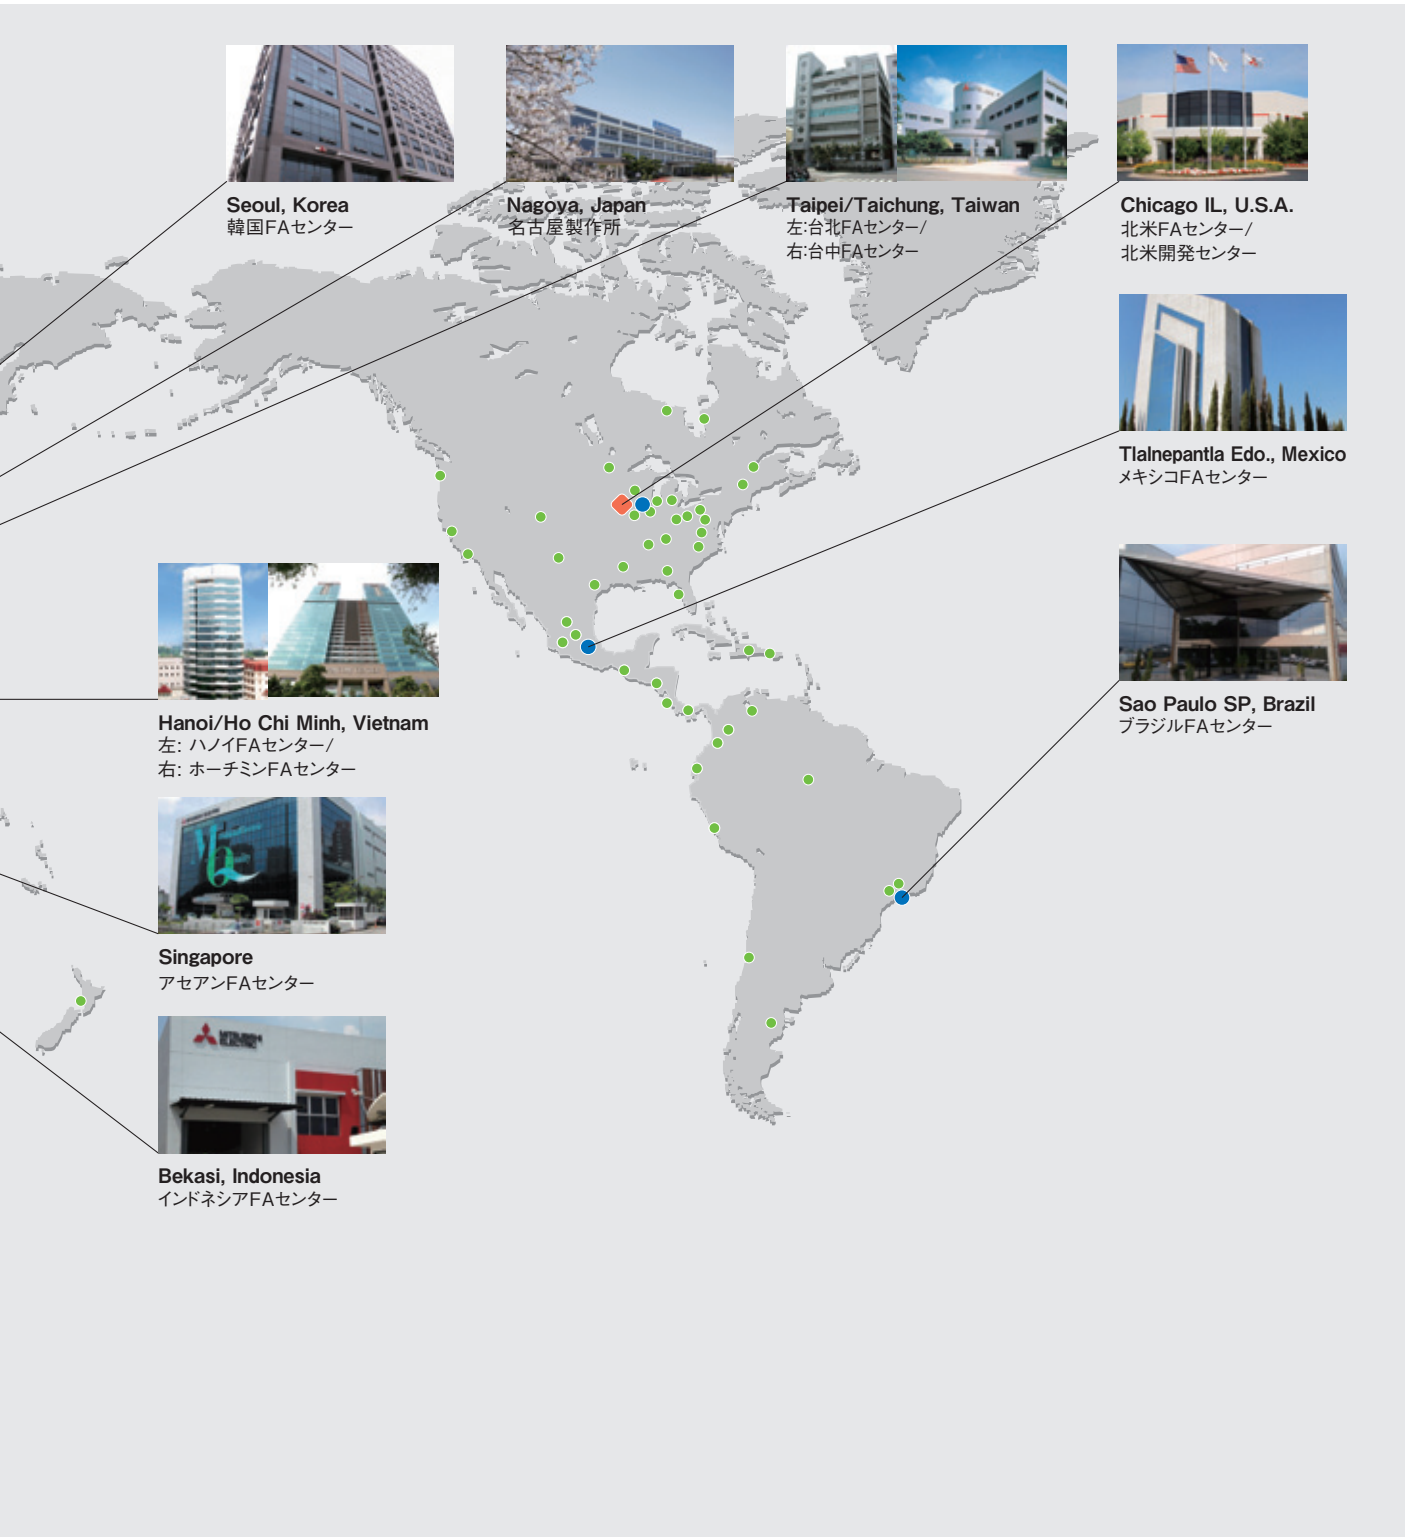 Seoul, Korea
韓国FAセンター
Nagoya, Japan
名古屋製作所
Taipei/Taichung, Taiwan
左:台北FAセンター/
右:台中FAセンター
Chicago IL, U.S.A.
北米FAセンター/
北米開発センター
Tlalnepantla Edo., Mexico
メキシコFAセンター
Hanoi/Ho Chi Minh, Vietnam
左: ハノイFAセンター/
右: ホーチミンFAセンター
Sao Paulo SP, Brazil
ブラジルFAセンター
Singapore
アセアンFAセンター
MITSUBISHI
ELECTRIC
Bekasi, Indonesia
インドネシアFAセンター